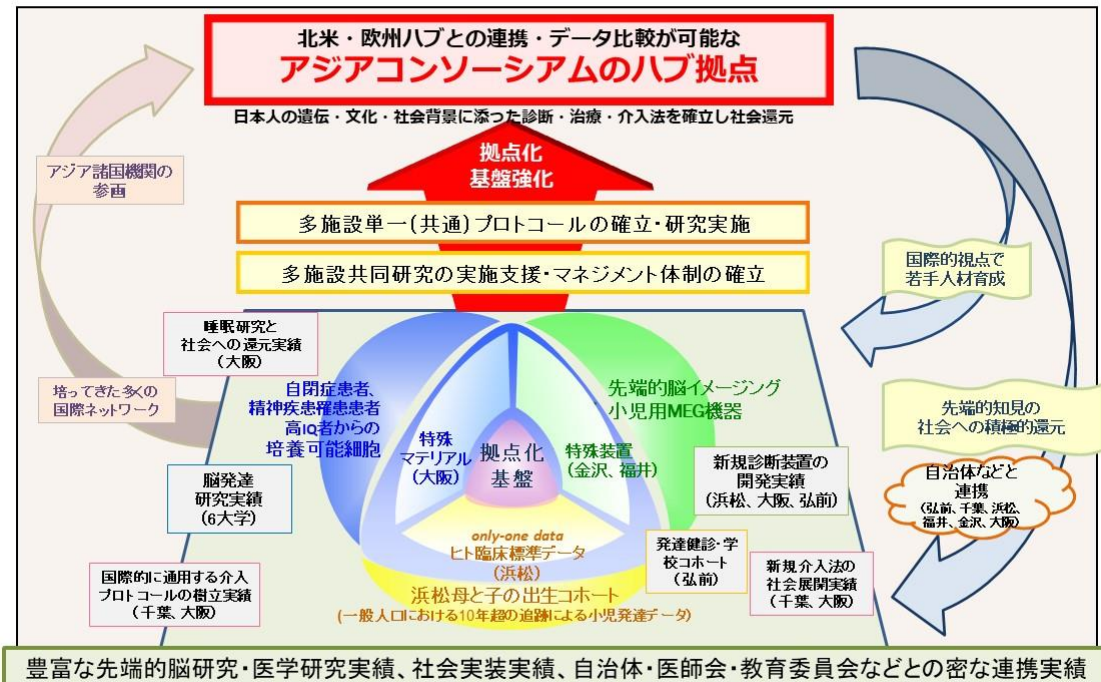 北米・欧州ハブとの連携・データ比較が可能な
アジアコンソーシアムのハブ拠点
日本人の遺伝・文化・社会背景に添った診断・治療・介入法を確立し社会還元
拠点化
基盤強化
アジア諸国機関の
参画
多施設単一(共通)プロトコールの確立・研究実施
多施設共同研究の実施支援・マネジメント体制の確立
国際的視点で
若手人材育成
睡眠研究と
社会への還元実績
(大阪)
培ってきた多くの
国際ネットワーク
自閉症患者、
精神疾患罹患患者
高IQ者からの
培養可能細胞
先端的脳イメージング
小児用MEG機器
先端的知見の
社会への積極的還元
特殊
マテリアル
(大阪)
拠点化
基盤
特殊装置
(金沢、福井)
新規診断装置の
開発実績
(浜松、大阪、弘前)
自治体などと
連携
(弘前、千葉、浜松、
福井、金沢、大阪)
脳発達
研究実績
(6大学)
only-one data
ヒト臨床標準データ
(浜松)
発達健診・学
校コホート
(弘前)
国際的に通用する介入
プロトコールの樹立実績
(千葉、大阪)
新規介入法の
社会展開実績
(千葉、大阪)
浜松母と子の出生コホート
(一般人口における10年超の追跡による小児発達データ)
豊富な先端的脳研究・医学研究実績、社会実装実績、自治体・医師会・教育委員会などとの密な連携実績